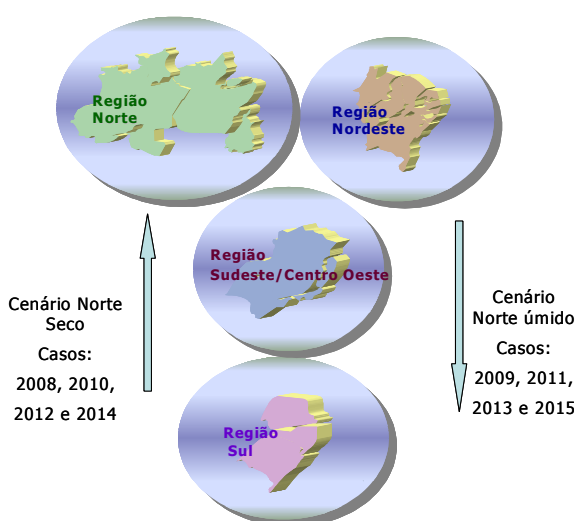 Região
Norte
Região
Nordeste
Região
Sudeste/Centro Oeste
Cenário Norte
Seco
Casos:
2008, 2010,
2012 e 2014
Cenário
Norte úmido
Casos:
2009, 2011,
2013 e 2015
Região
Sul